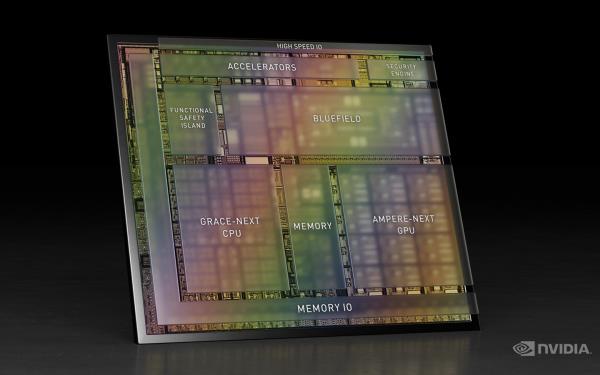 HIGH SPEED IO
ACCELERATORS
SECURITY
ENGINE
FUNCTIONAL
SAFETY
ISLAND
BLUEFIELD
GRACE-NEXT
CPU
MEMORY
AMPERE-NEXT
GPU
MEMORY IO
NVIDIA.